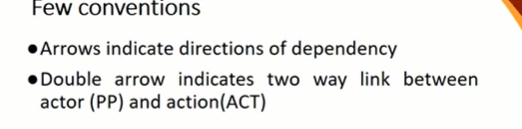 Few conventions
●Arrows indicate directions of dependency
●Double arrow indicates two way link between
actor (PP) and action(ACT)